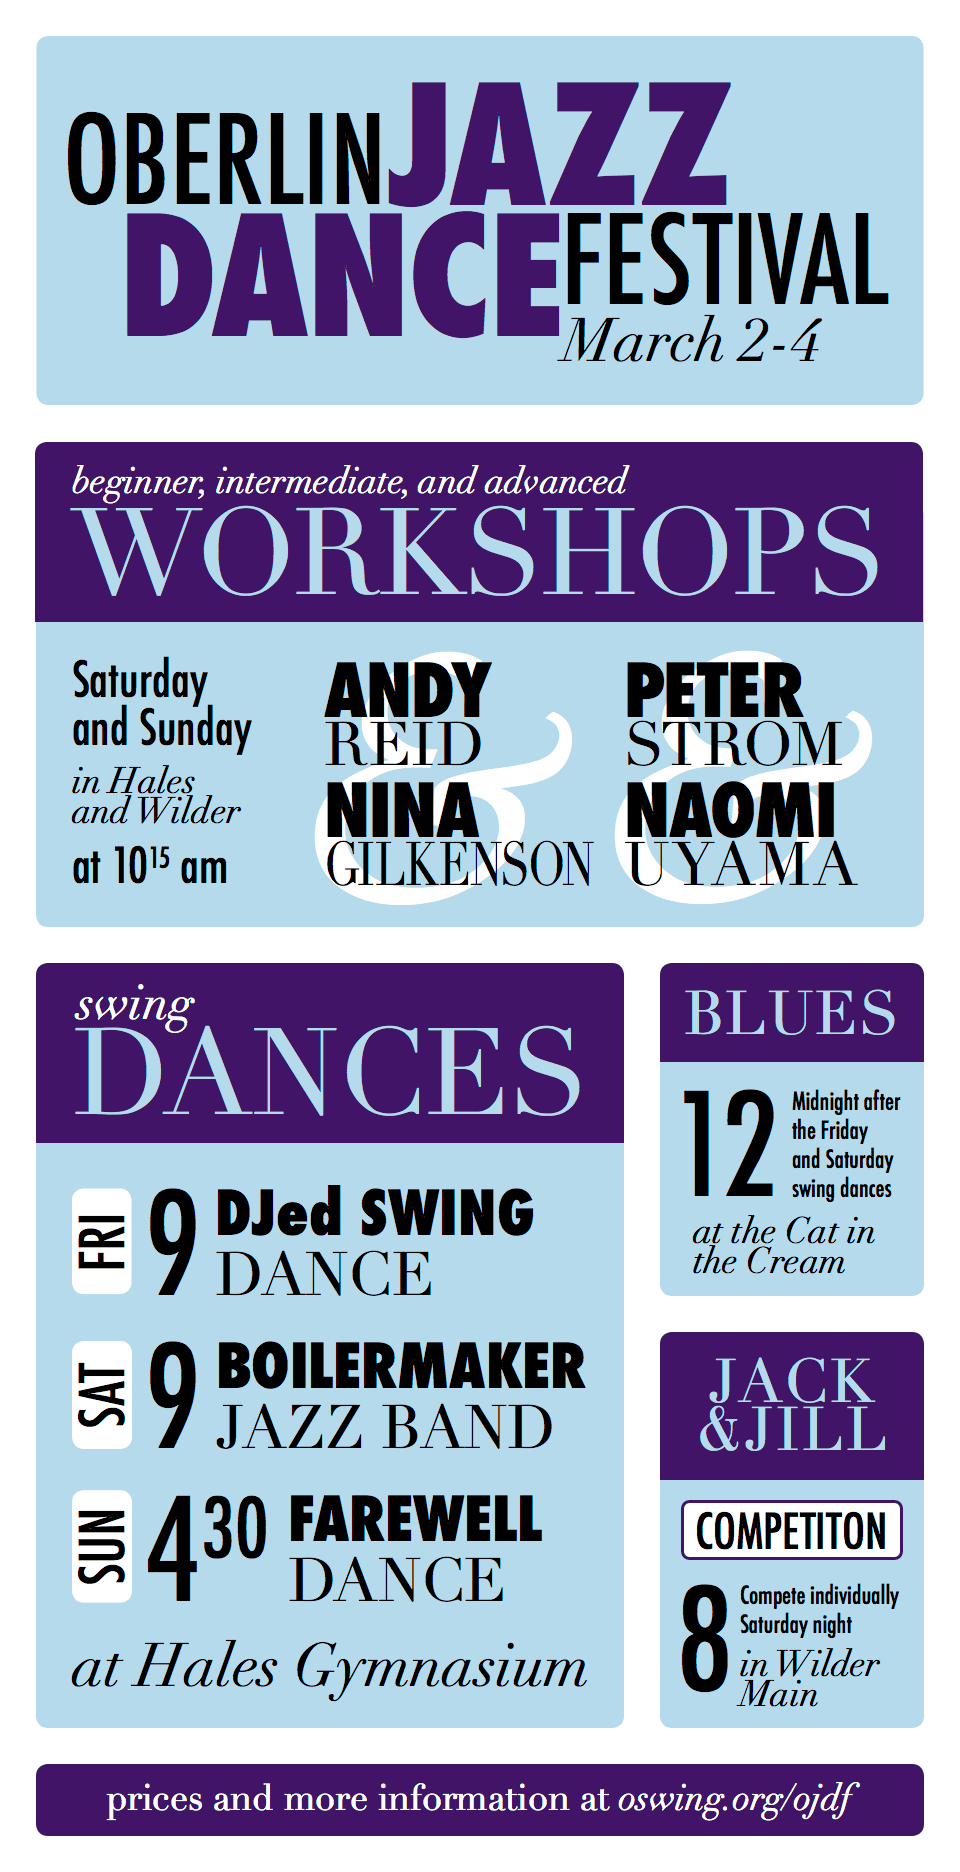 OBERLIN JAZZ
DANCE FESTIVAL
March 2-4
beginner, intermediate, and advanced
WORKSHOPS
Saturday
and Sunday
in Hales
and Wilder
at 10¹⁵ am
&
ANDY
REID
NINA
GILKENSON
&
PETER
STROM
NAOMI
UYAMA
swing
DANCES
FRI 9 DJed SWING
DANCE
SAT 9 BOILERMAKER
JAZZ BAND
SUN 4³⁰ FAREWELL
DANCE
at Hales Gymnasium
BLUES
12 Midnight after
the Friday
and Saturday
swing dances
at the Cat in
the Cream
JACK
&JILL
COMPETITON
8 Compete individually
Saturday night
in Wilder
Main
prices and more information at oswing.org/ojdf